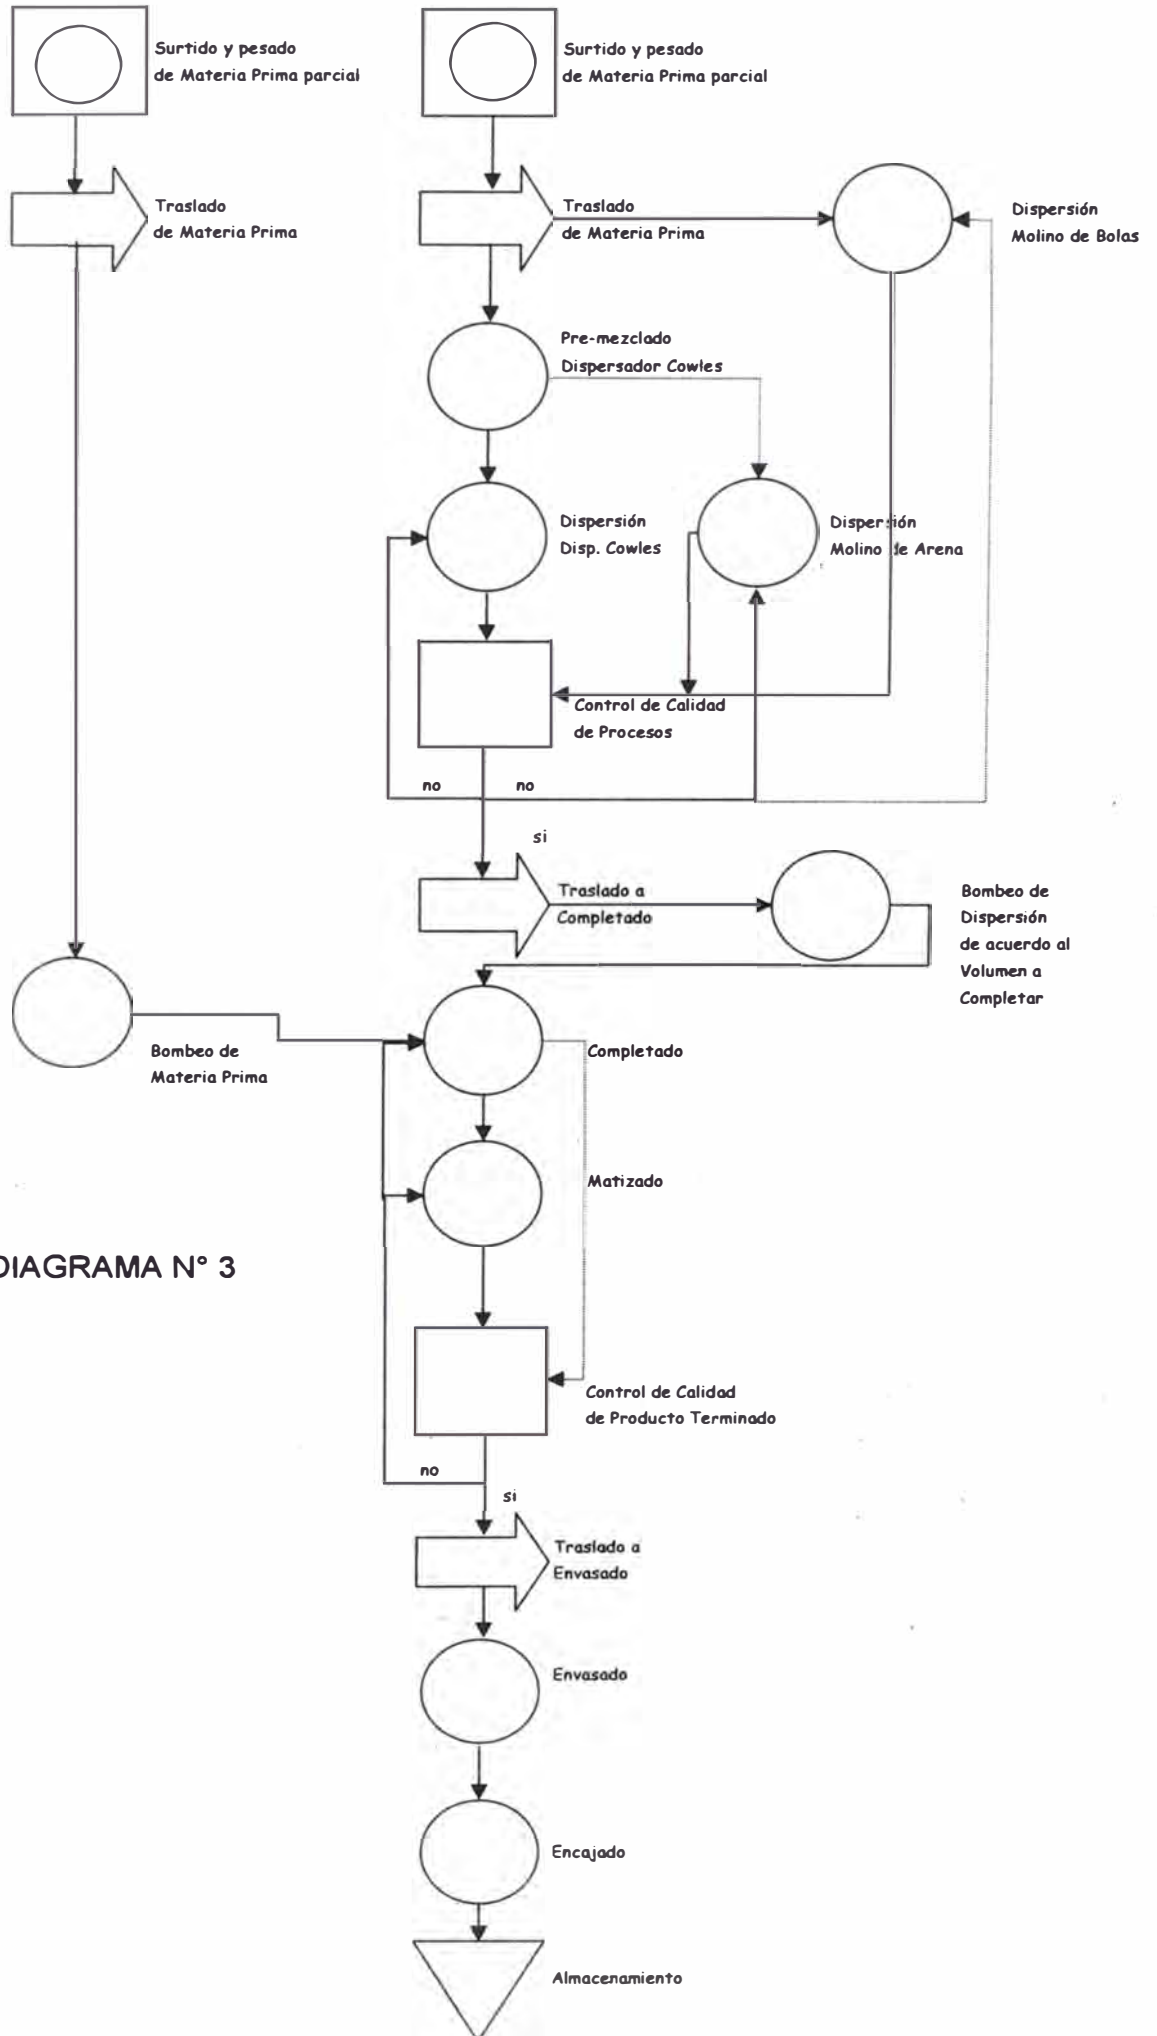 Surtido y pesado
de Materia Prima parcial
Surtido y pesado
de Materia Prima parcial
Traslado
de Materia Prima
Traslado
de Materia Prima
Dispersión
Molino de Bolas
Pre-mezclado
Dispersador Cowles
Dispersión
Disp. Cowles
Dispersión
Molino de Arena
Control de Calidad
de Procesos
no
no
si
Traslado a
Completado
Bombeo de
Dispersión
de acuerdo al
Volumen a
Completar
Bombeo de
Materia Prima
Completado
Matizado
DIAGRAMA N° 3
Control de Calidad
de Producto Terminado
no
si
Traslado a
Envasado
Envasado
Encajado
Almacenamiento